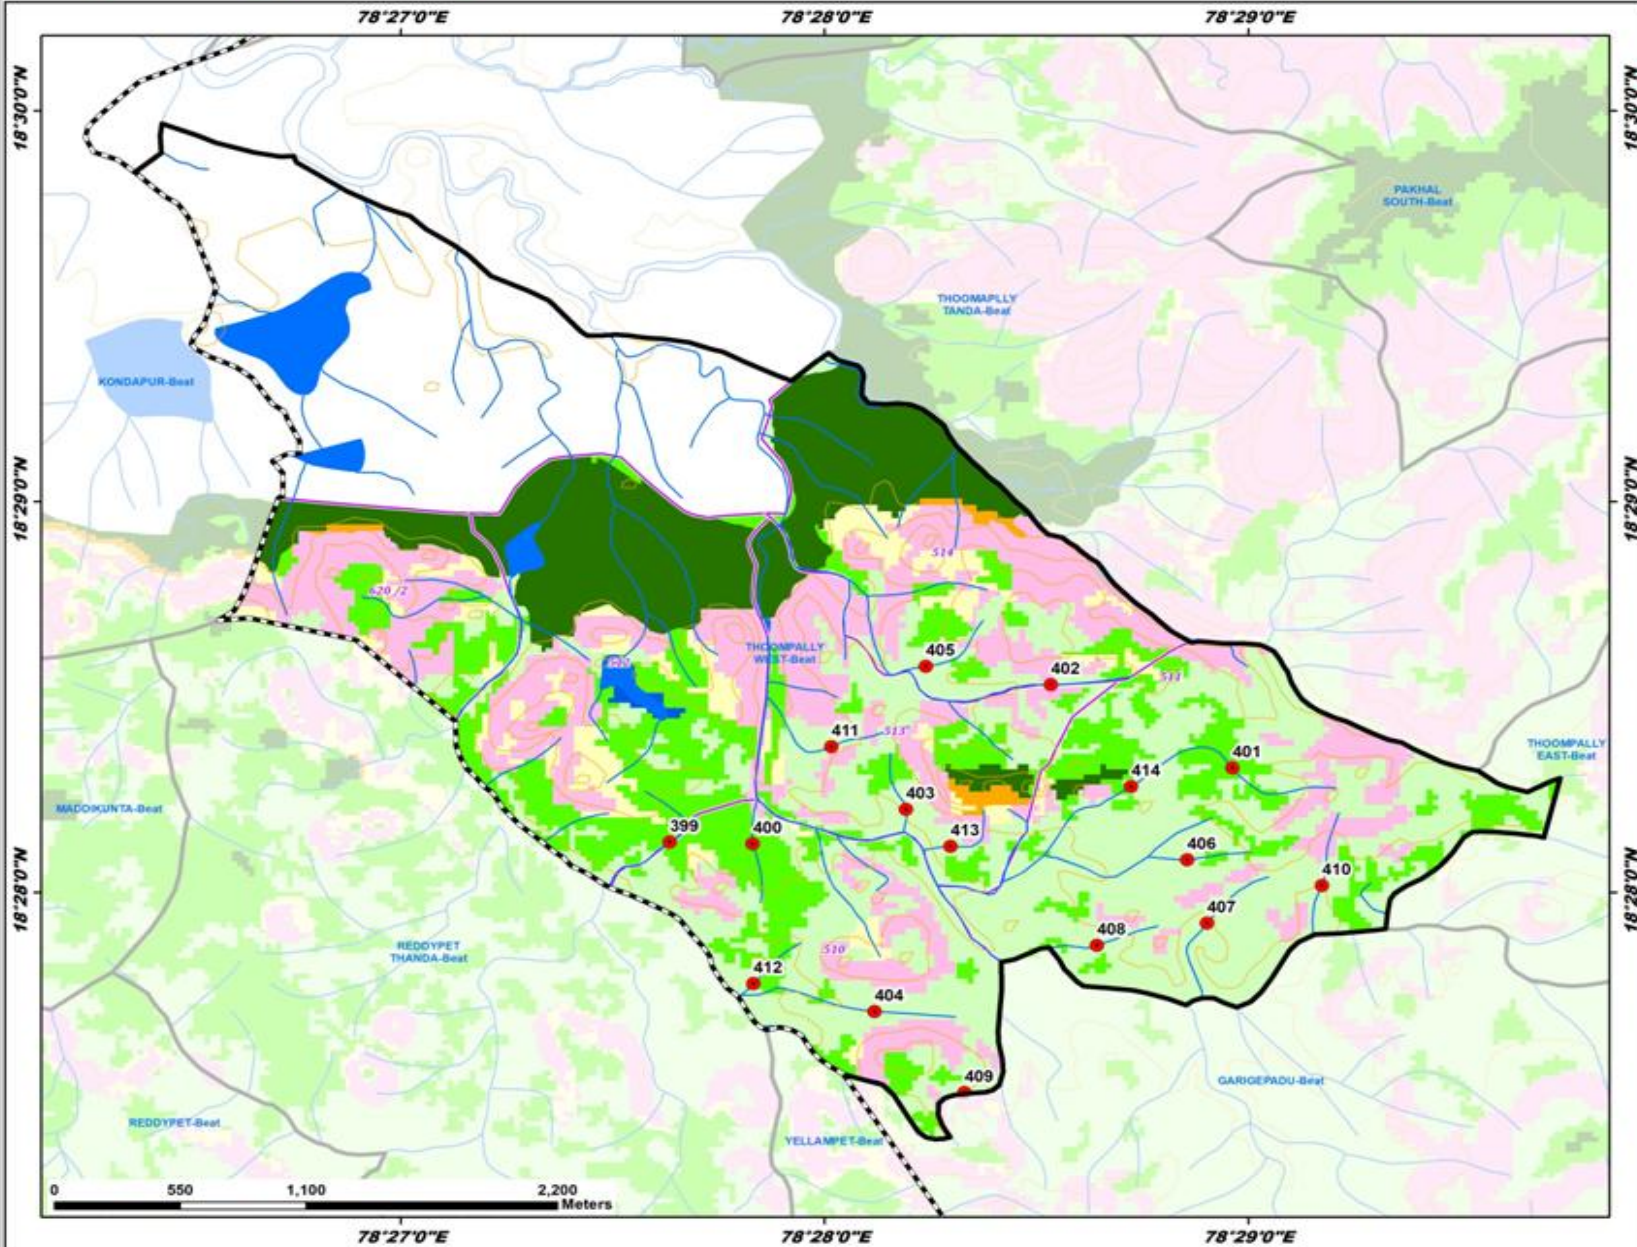 78°27'0"E
78°28'0"E
78°29'0"E
18°30'0"N
18°30'0"N
PAKHAL
SOUTH-Beat
THOOMAPLLY
TANDA-Beat
KONDAPUR-Beat
18°29'0"N
18°29'0"N
514
620 /2
THOOMPALLY
WEST-Beat
405
402
511
411
513
THOOMPALLY
EAST-Beat
401
414
MADDIKUNTA-Beat
403
399
400
413
406
410
18°28'0"N
18°28'0"N
407
408
REDDYPET
THANDA-Beat
510
412
404
409
GARIGEPADU-Beat
REDDYPET-Beat
YELLAMPET-Beat
0 550 1,100 2,200
Meters
78°27'0"E
78°28'0"E
78°29'0"E